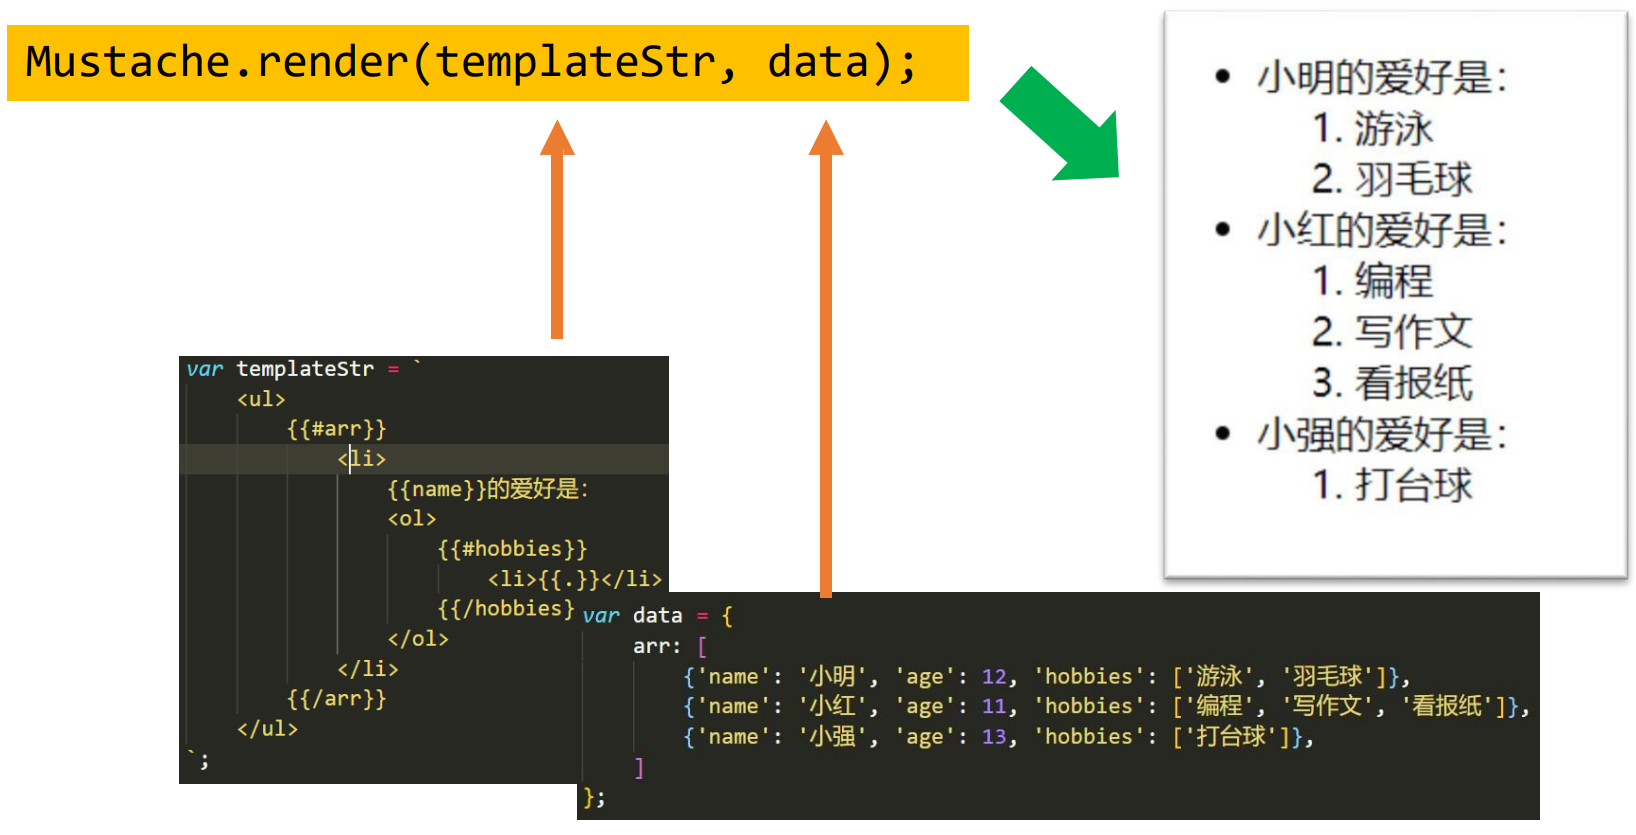 Mustache.render(templateStr, data);
• 小明的爱好是：
1. 游泳
2. 羽毛球
• 小红的爱好是：
1. 编程
2. 写作文
3. 看报纸
• 小强的爱好是：
1. 打台球
var templateStr = `
<ul>
{{#arr}}
<li>
{{name}}的爱好是：
<ol>
{{#hobbies}}
<li>{{.}}</li>
{{/hobbies}
</ol>
</li>
{{/arr}}
</ul>
`;
var data = {
arr: [
{'name': '小明', 'age': 12, 'hobbies': ['游泳', '羽毛球']},
{'name': '小红', 'age': 11, 'hobbies': ['编程', '写作文', '看报纸']},
{'name': '小强', 'age': 13, 'hobbies': ['打台球']},
]
};